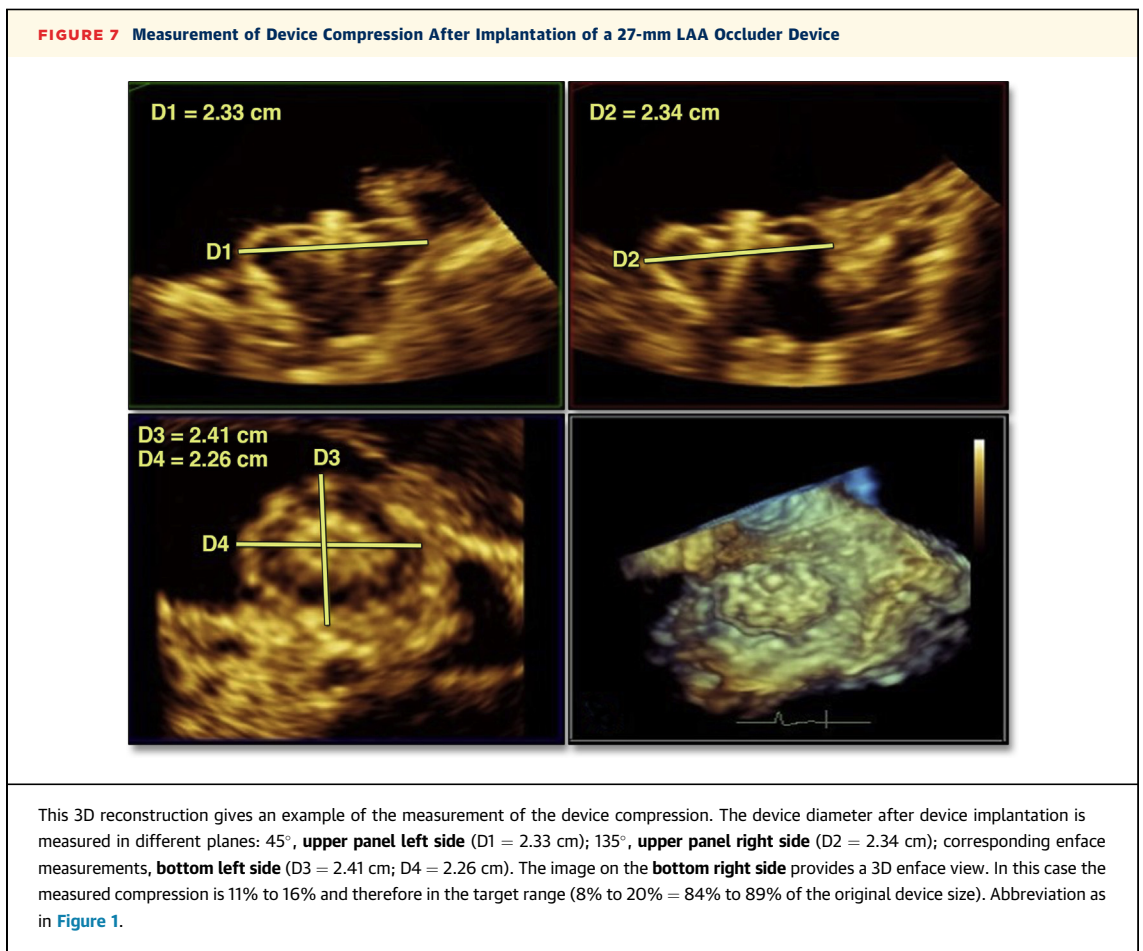 FIGURE 7 Measurement of Device Compression After Implantation of a 27-mm LAA Occluder Device
D1 = 2.33 cm
D2 = 2.34 cm
D1
D2
D3 = 2.41 cm
D4 = 2.26 cm
D3
D4
This 3D reconstruction gives an example of the measurement of the device compression. The device diameter after device implantation is
measured in different planes: 45°, upper panel left side (D1 = 2.33 cm); 135°, upper panel right side (D2 = 2.34 cm); corresponding enface
measurements, bottom left side (D3 = 2.41 cm; D4 = 2.26 cm). The image on the bottom right side provides a 3D enface view. In this case the
measured compression is 11% to 16% and therefore in the target range (8% to 20% = 84% to 89% of the original device size). Abbreviation as
in Figure 1.